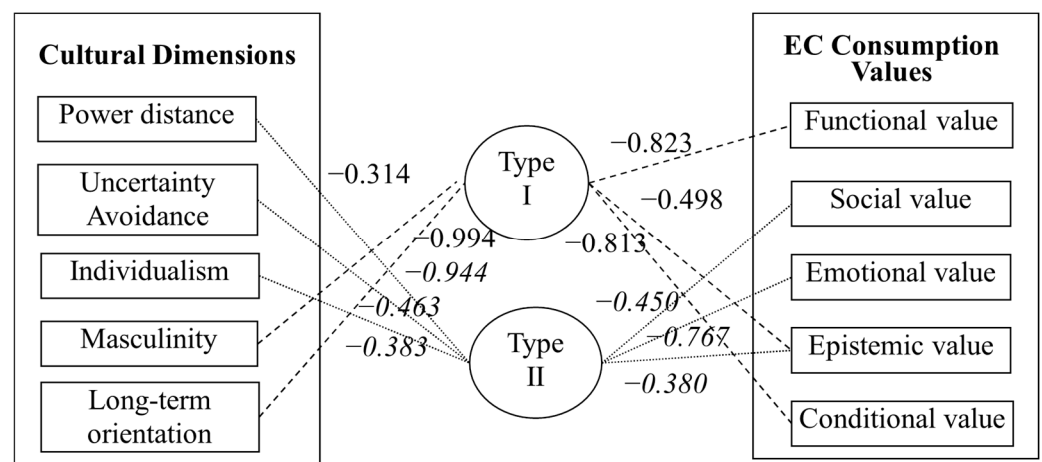 Cultural Dimensions
Power distance
Uncertainty
Avoidance
Individualism
Masculinity
Long-term
orientation
−0.314
−0.994
−0.944
−0.463
−0.383
Type
I
Type
II
−0.823
−0.498
−0.813
−0.450
−0.767
−0.380
EC Consumption
Values
Functional value
Social value
Emotional value
Epistemic value
Conditional value